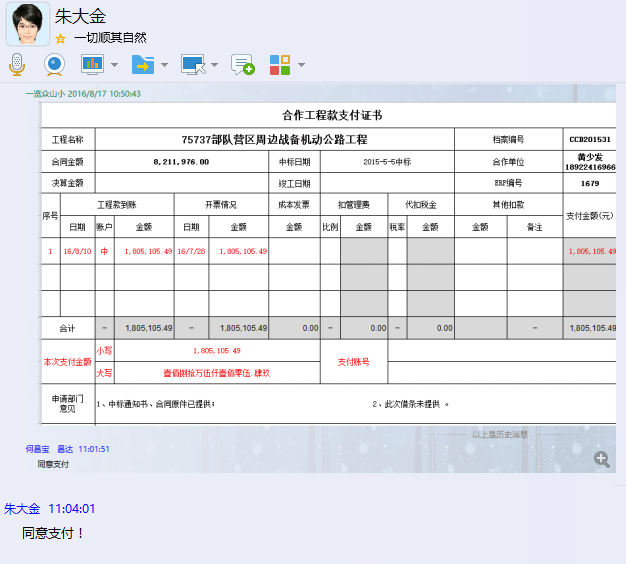 朱大金
一切顺其自然
一览众山小 2016/8/17 10:50:43
合作工程款支付证书
工程名称 75737部队营区周边战备机动公路工程 档案编号 CCD201531
合同金额 8,211,976.00 中标日期 2015-5-5中标 合作单位 黄少发 18922416966
决算金额 竣工日期 ERP编号 1679
序号 工程款到账 开票情况 成本发票 扣管理费 代扣税金 其他扣款 支付金额(元)
日期 账户 金额 日期 金额 金额 比例 金额 税率 金额 金额 备注
1 16/8/10 中 1,805,105.49 16/7/28 1,805,105.49 1,805,105.49
合计 - 1,805,105.49 - 1,805,105.49 0.00 - 0.00 - 0.00 - 1,805,105.49
本次支付金额 小写 1,805,105.49 支付账号
大写 壹佰捌拾万伍仟壹佰零伍.肆玖
申请部门意见 1、中标通知书、合同原件已提供; 2、此次借条未提供 。
以上是历史消息
何昌宝 昌达 11:01:51
同意支付
朱大金 11:04:01
同意支付！